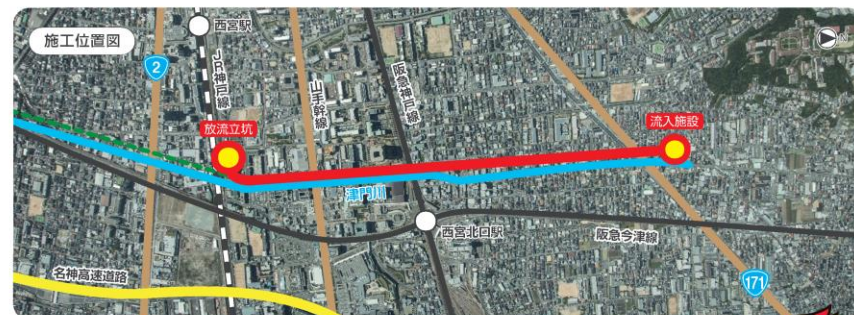 施工位置図
西宮駅
2
JR神戸線
山手幹線
阪急神戸線
放流立坑
流入施設
津門川
西宮北口駅
阪急今津線
名神高速道路
171